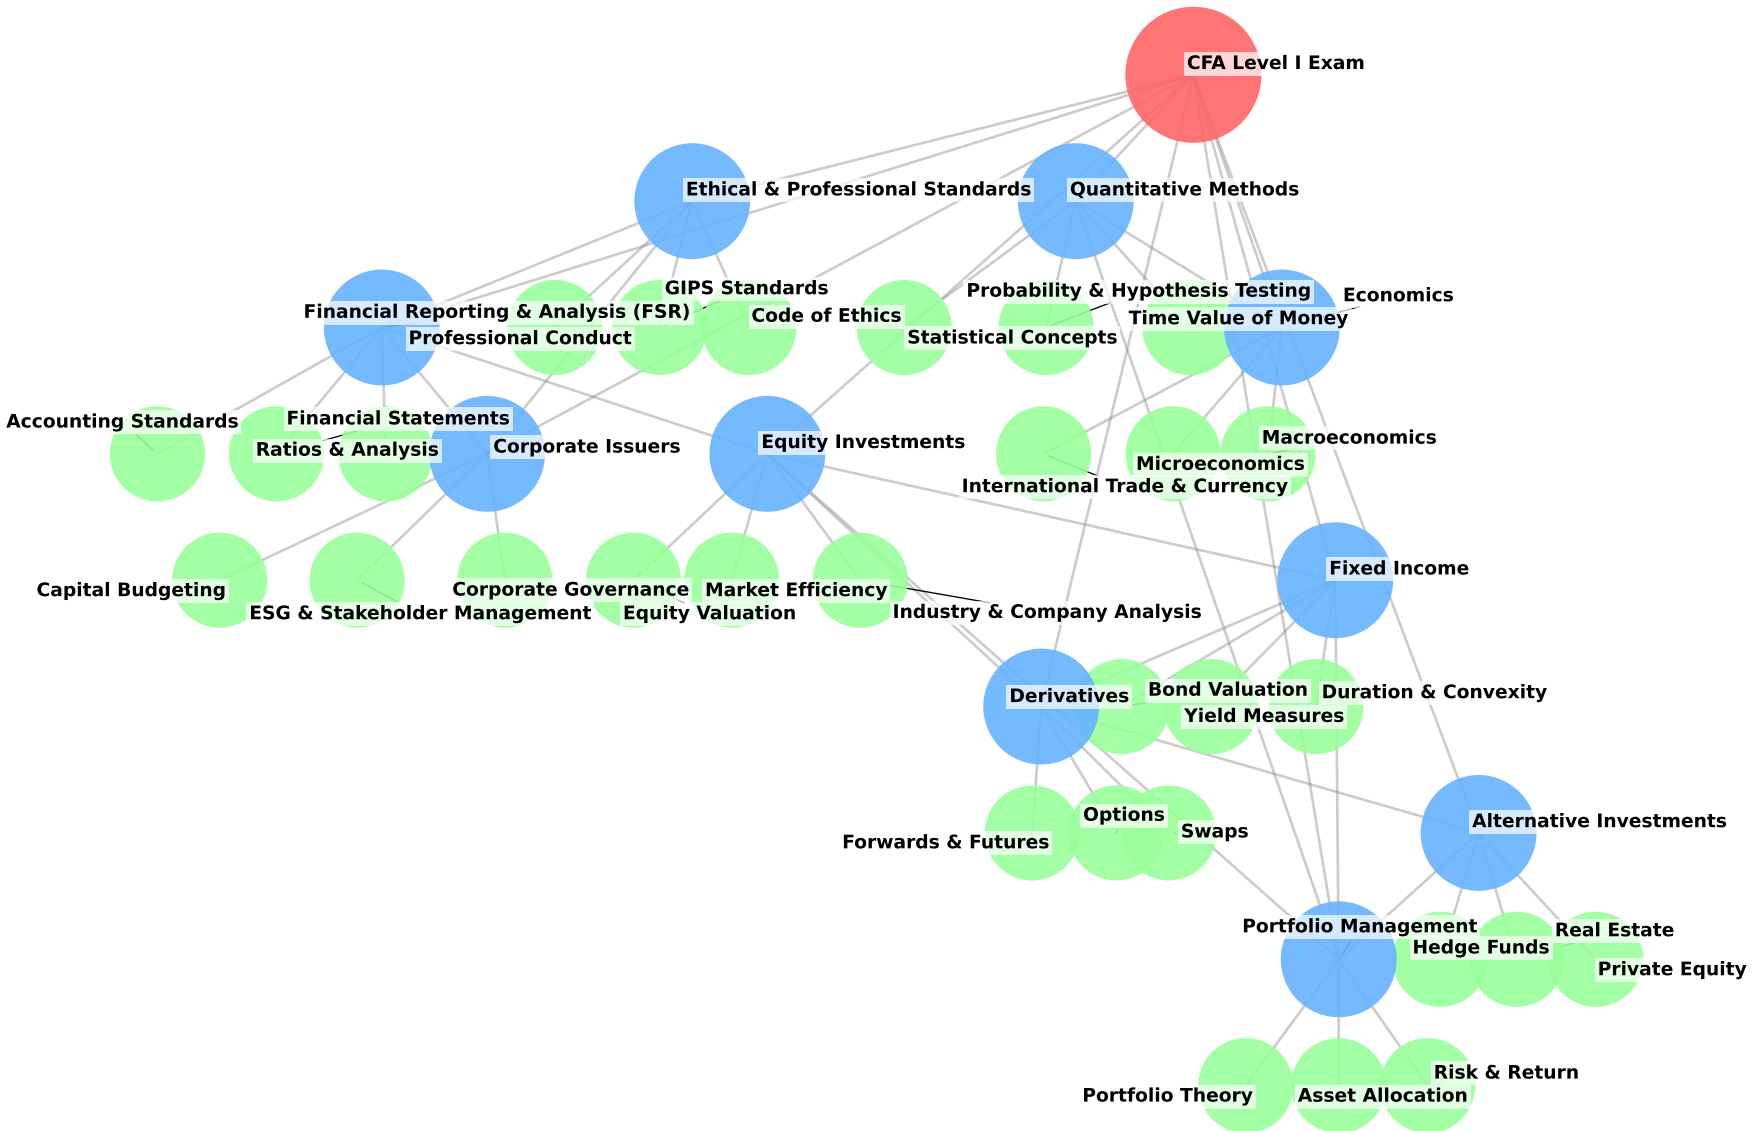 CFA Level I Exam
Ethical & Professional Standards
Quantitative Methods
GIPS Standards
Probability & Hypothesis Testing
Economics
Financial Reporting & Analysis (FSR)
Code of Ethics
Time Value of Money
Professional Conduct
Statistical Concepts
Accounting Standards
Financial Statements
Ratios & Analysis
Corporate Issuers
Equity Investments
Macroeconomics
Microeconomics
International Trade & Currency
Fixed Income
Capital Budgeting
Corporate Governance
Market Efficiency
ESG & Stakeholder Management
Equity Valuation
Industry & Company Analysis
Derivatives
Bond Valuation
Duration & Convexity
Yield Measures
Options
Swaps
Forwards & Futures
Alternative Investments
Portfolio Management
Real Estate
Hedge Funds
Private Equity
Risk & Return
Portfolio Theory
Asset Allocation